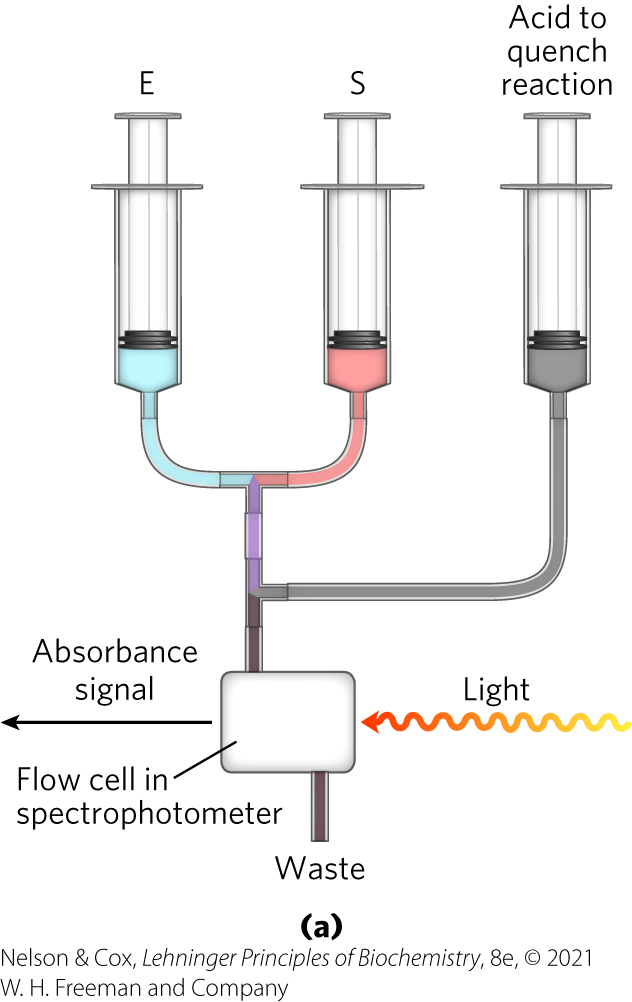 E
S
Acid to
quench
reaction
Absorbance
signal
Light
Flow cell in
spectrophotometer
Waste
(a)
Nelson & Cox, Lehninger Principles of Biochemistry, 8e, © 2021
W. H. Freeman and Company